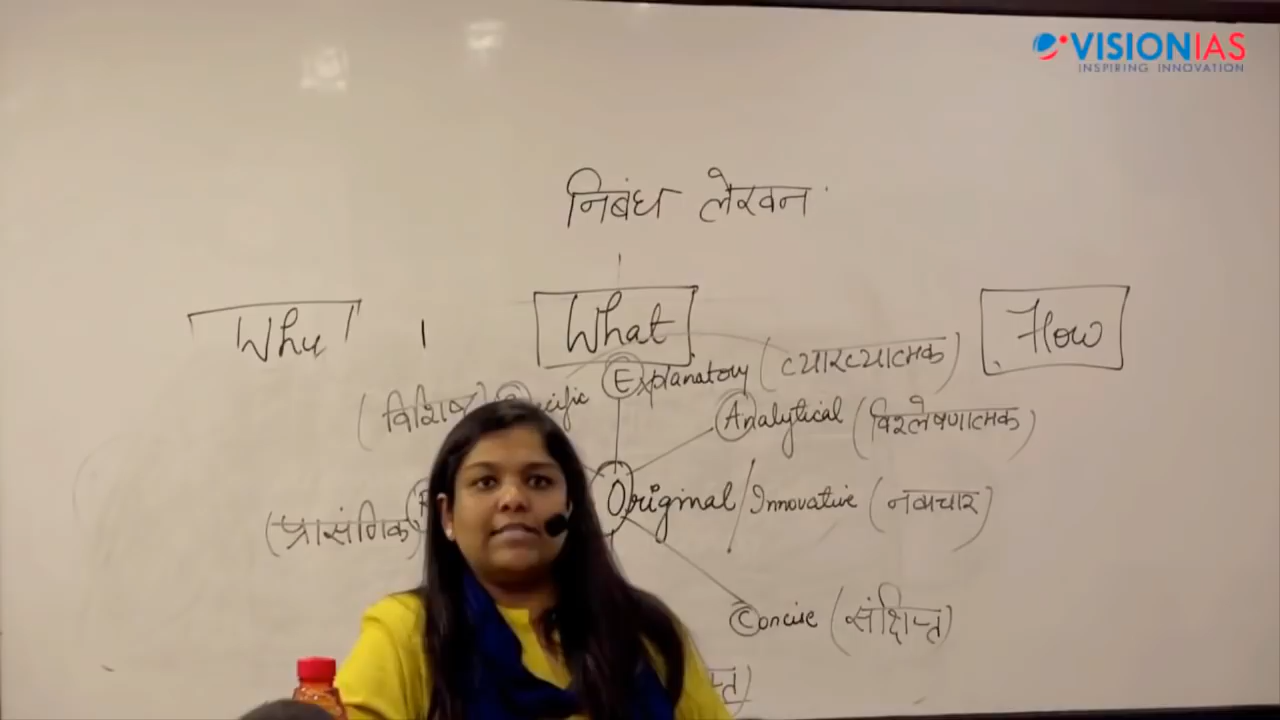 VISIONIAS
INSPIRING INNOVATION
निबंध लेखन
Why What Flow
Explanatory (व्याख्यात्मक)
(विशिष्ट)
Analytical (विश्लेषणात्मक)
Original / Innovative (नवाचार)
(प्रासंगिक)
Concise (संक्षिप्त)